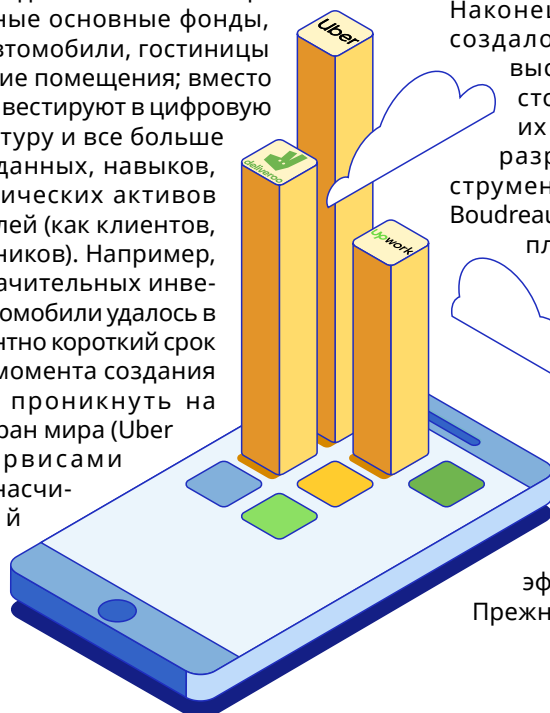 ные основные фонды,
втомобили, гостиницы
ие помещения; вместо
вестируют в цифровую
туру и все больше
данных, навыков,
ических активов
лей (как клиентов,
ников). Например,
ачительных инве-
омобили удалось в
нтно короткий срок
момента создания
проникнуть на
ран мира (Uber
рвисами
насчи-
й
Uber
deliveroo
Upwork
Наконец
создало
выс
сто
их
разр
струмен
Boudreau
пл
эф
Прежн